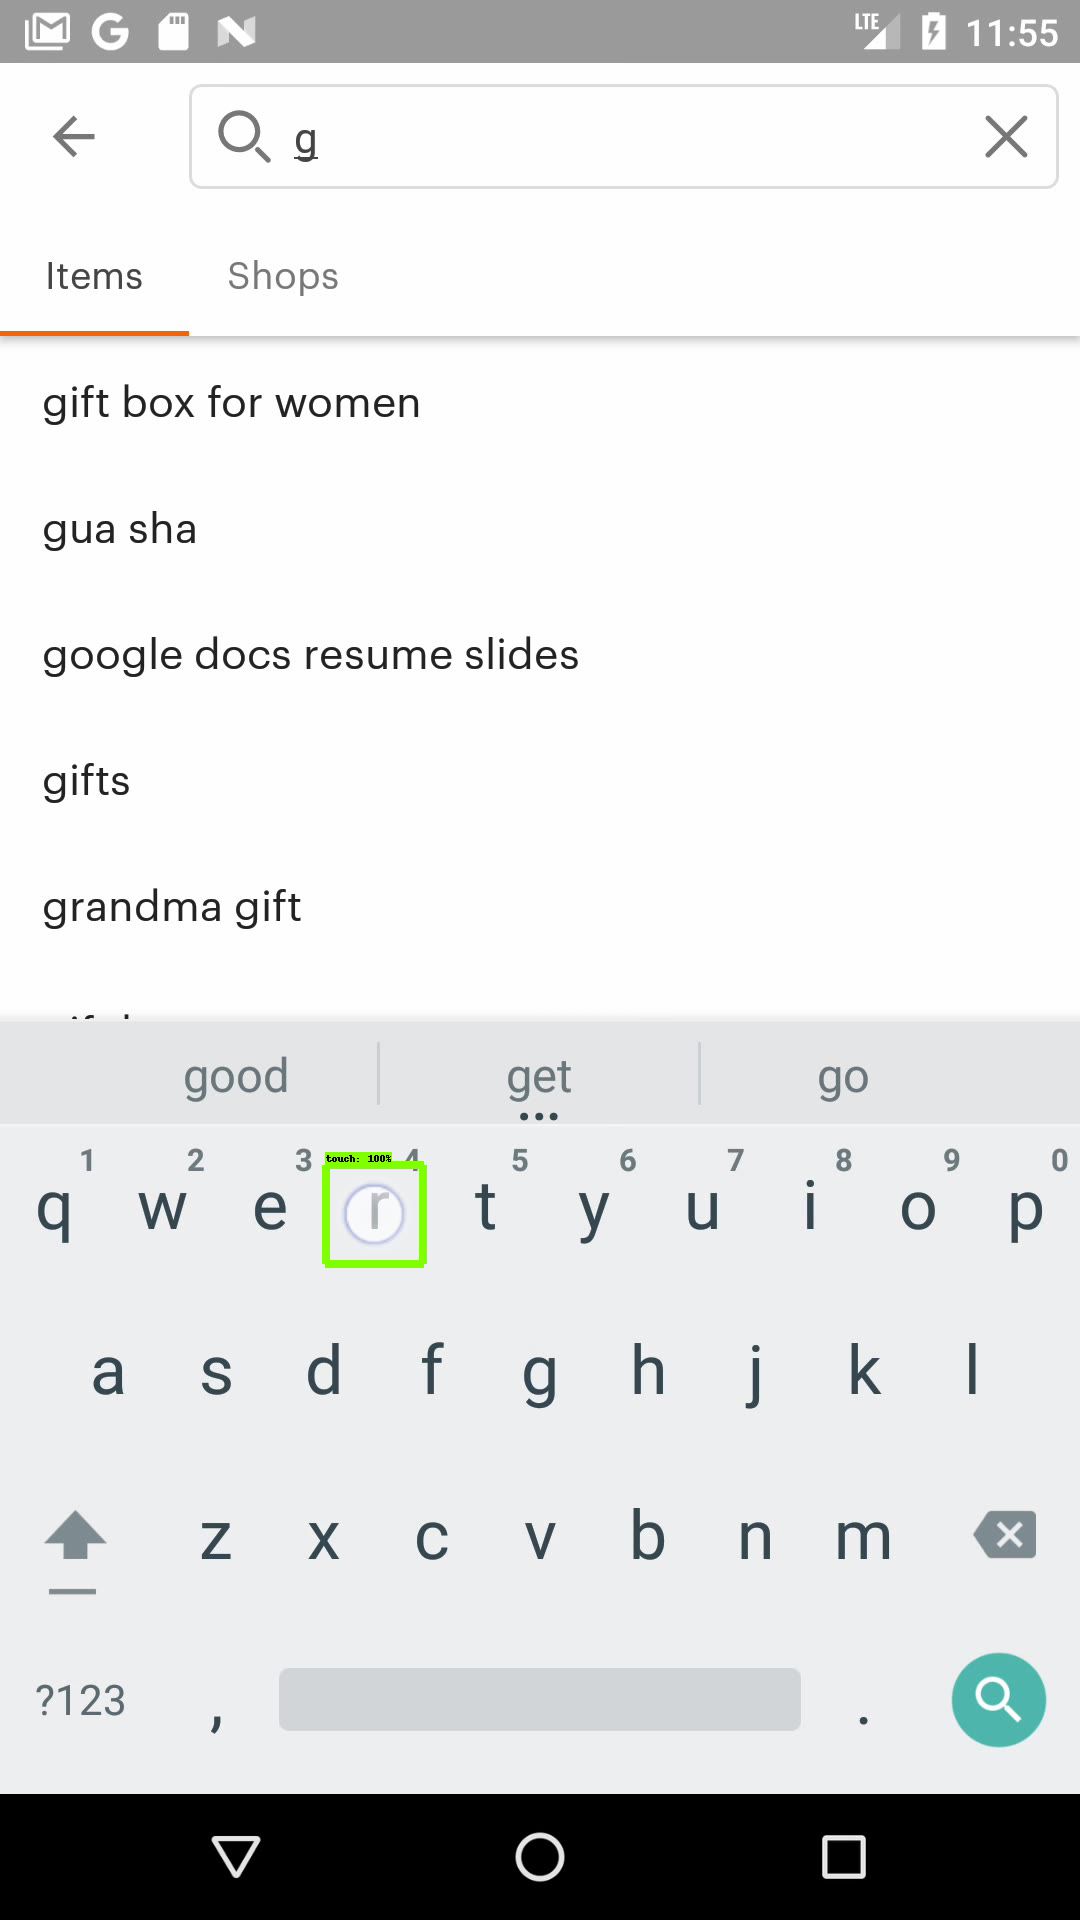 LTE 11:55
g
Items Shops
gift box for women
gua sha
google docs resume slides
gifts
grandma gift
good get go
touch: 100%
1 2 3 4 5 6 7 8 9 0
q w e r t y u i o p
a s d f g h j k l
z x c v b n m
?123 , .